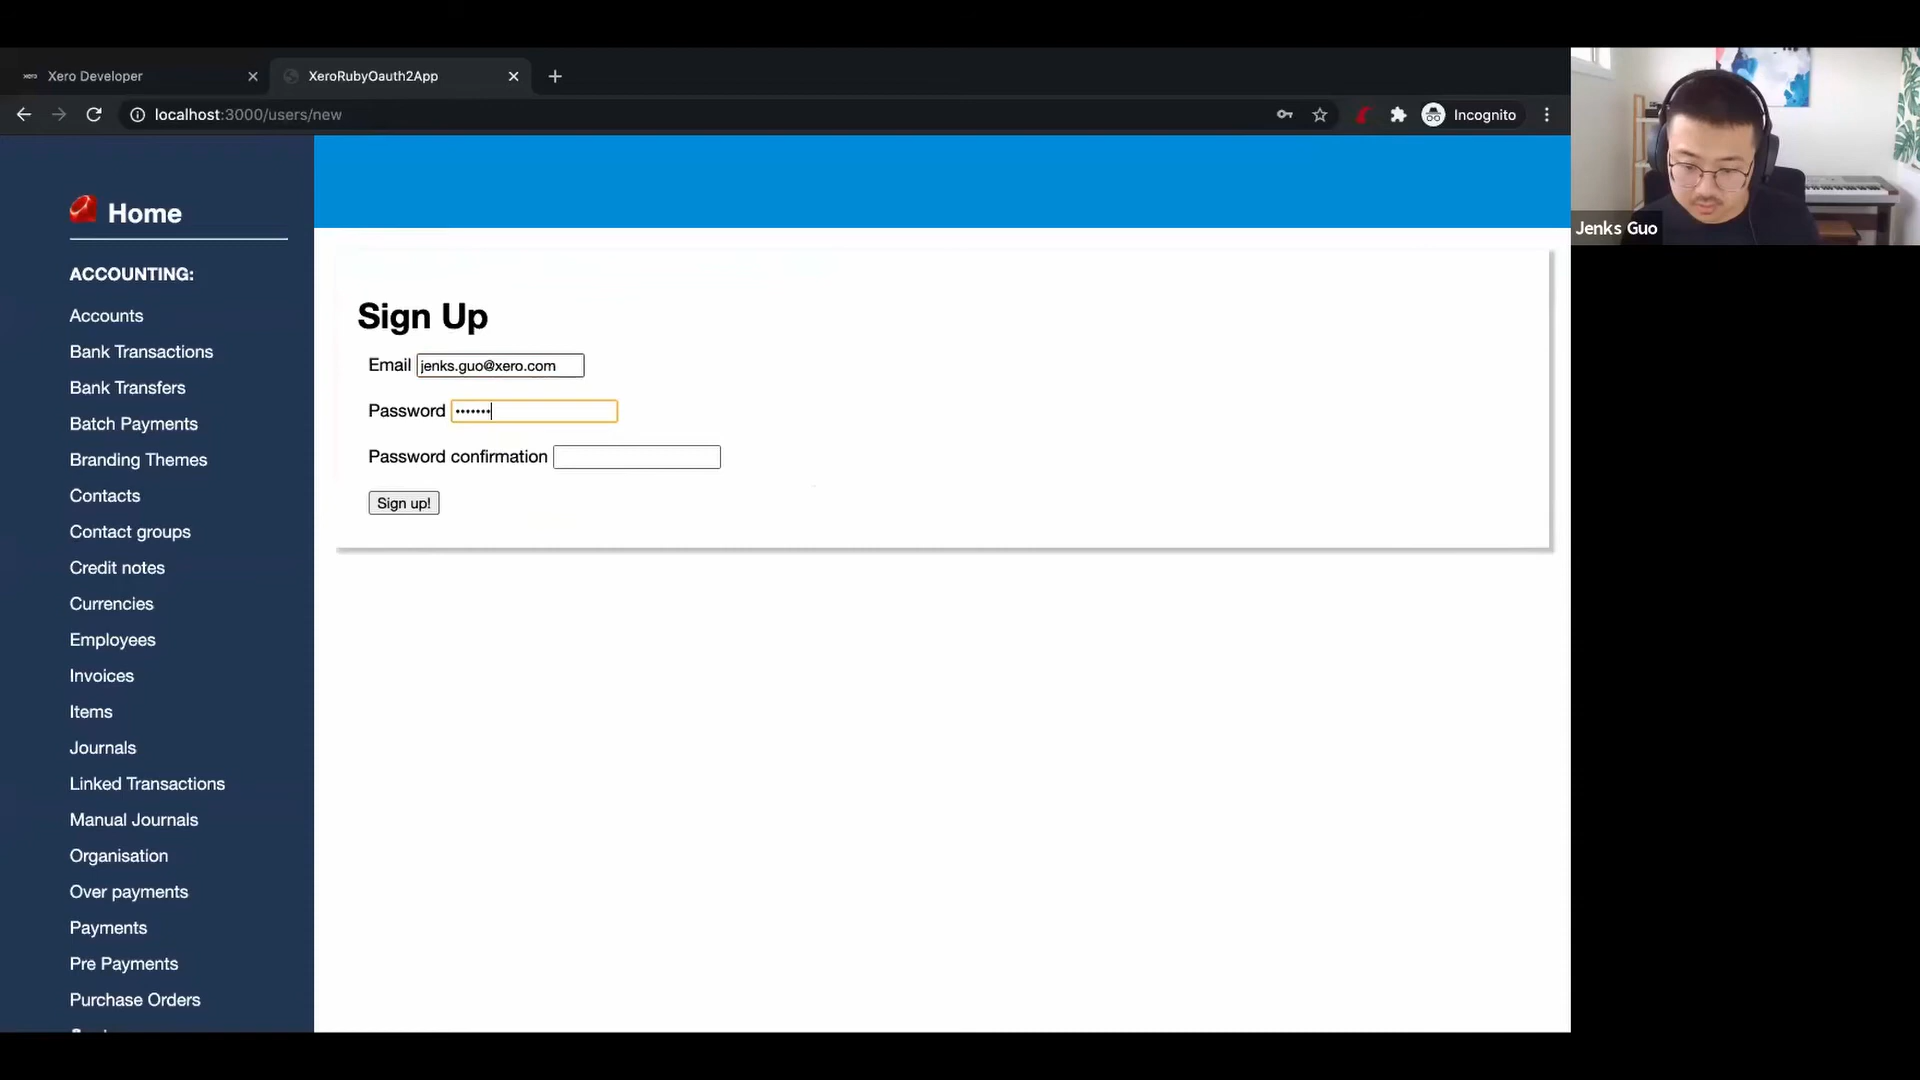 Xero Developer
XeroRubyOauth2App
localhost:3000/users/new
Incognito
Jenks Guo
Home
ACCOUNTING:
Accounts
Bank Transactions
Bank Transfers
Batch Payments
Branding Themes
Contacts
Contact groups
Credit notes
Currencies
Employees
Invoices
Items
Journals
Linked Transactions
Manual Journals
Organisation
Over payments
Payments
Pre Payments
Purchase Orders
Sign Up
Email jenks.guo@xero.com
Password •••••••
Password confirmation
Sign up!